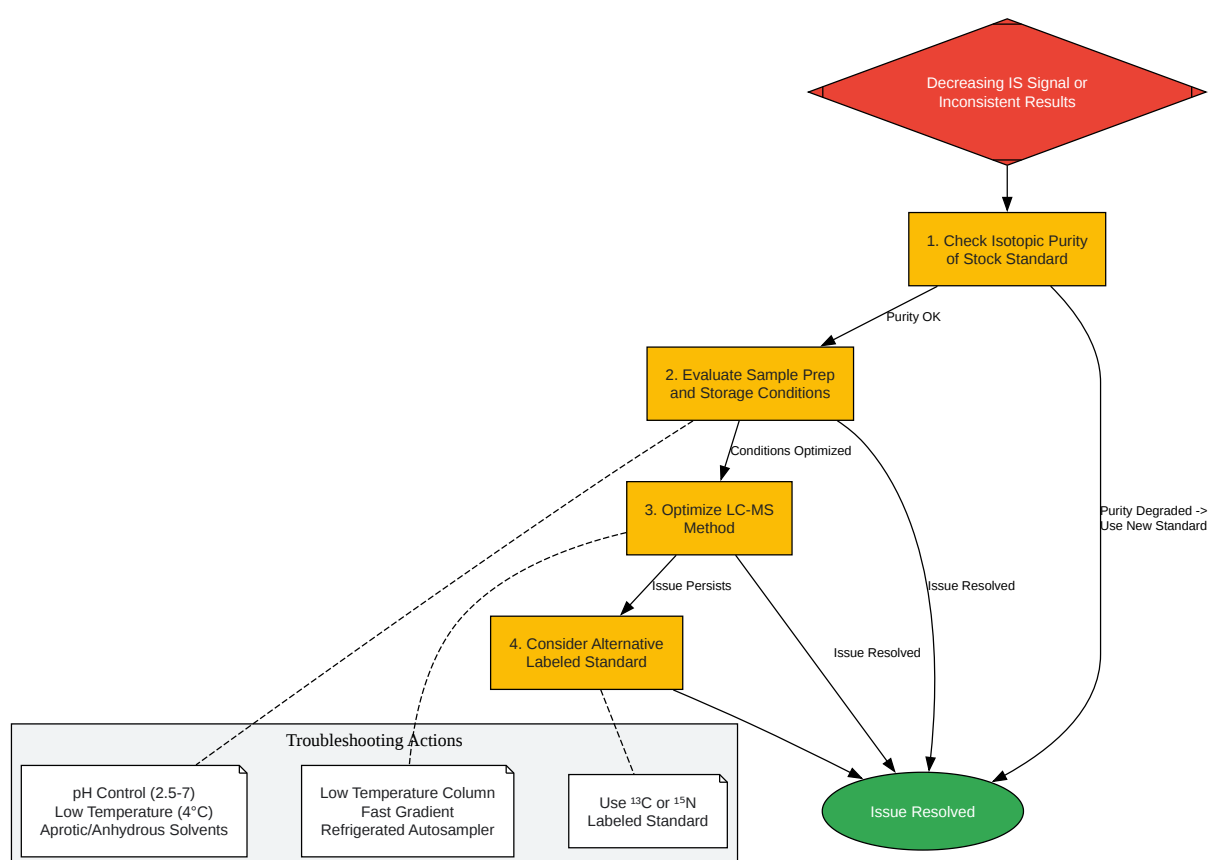 Decreasing IS Signal or
Inconsistent Results
1. Check Isotopic Purity
of Stock Standard
Purity OK
2. Evaluate Sample Prep
and Storage Conditions
Conditions Optimized
3. Optimize LC-MS
Method
Purity Degraded ->
Use New Standard
Issue Persists
Issue Resolved
4. Consider Alternative
Labeled Standard
Issue Resolved
Troubleshooting Actions
pH Control (2.5-7)
Low Temperature (4°C)
Aprotic/Anhydrous Solvents
Low Temperature Column
Fast Gradient
Refrigerated Autosampler
Use ¹³C or ¹⁵N
Labeled Standard
Issue Resolved